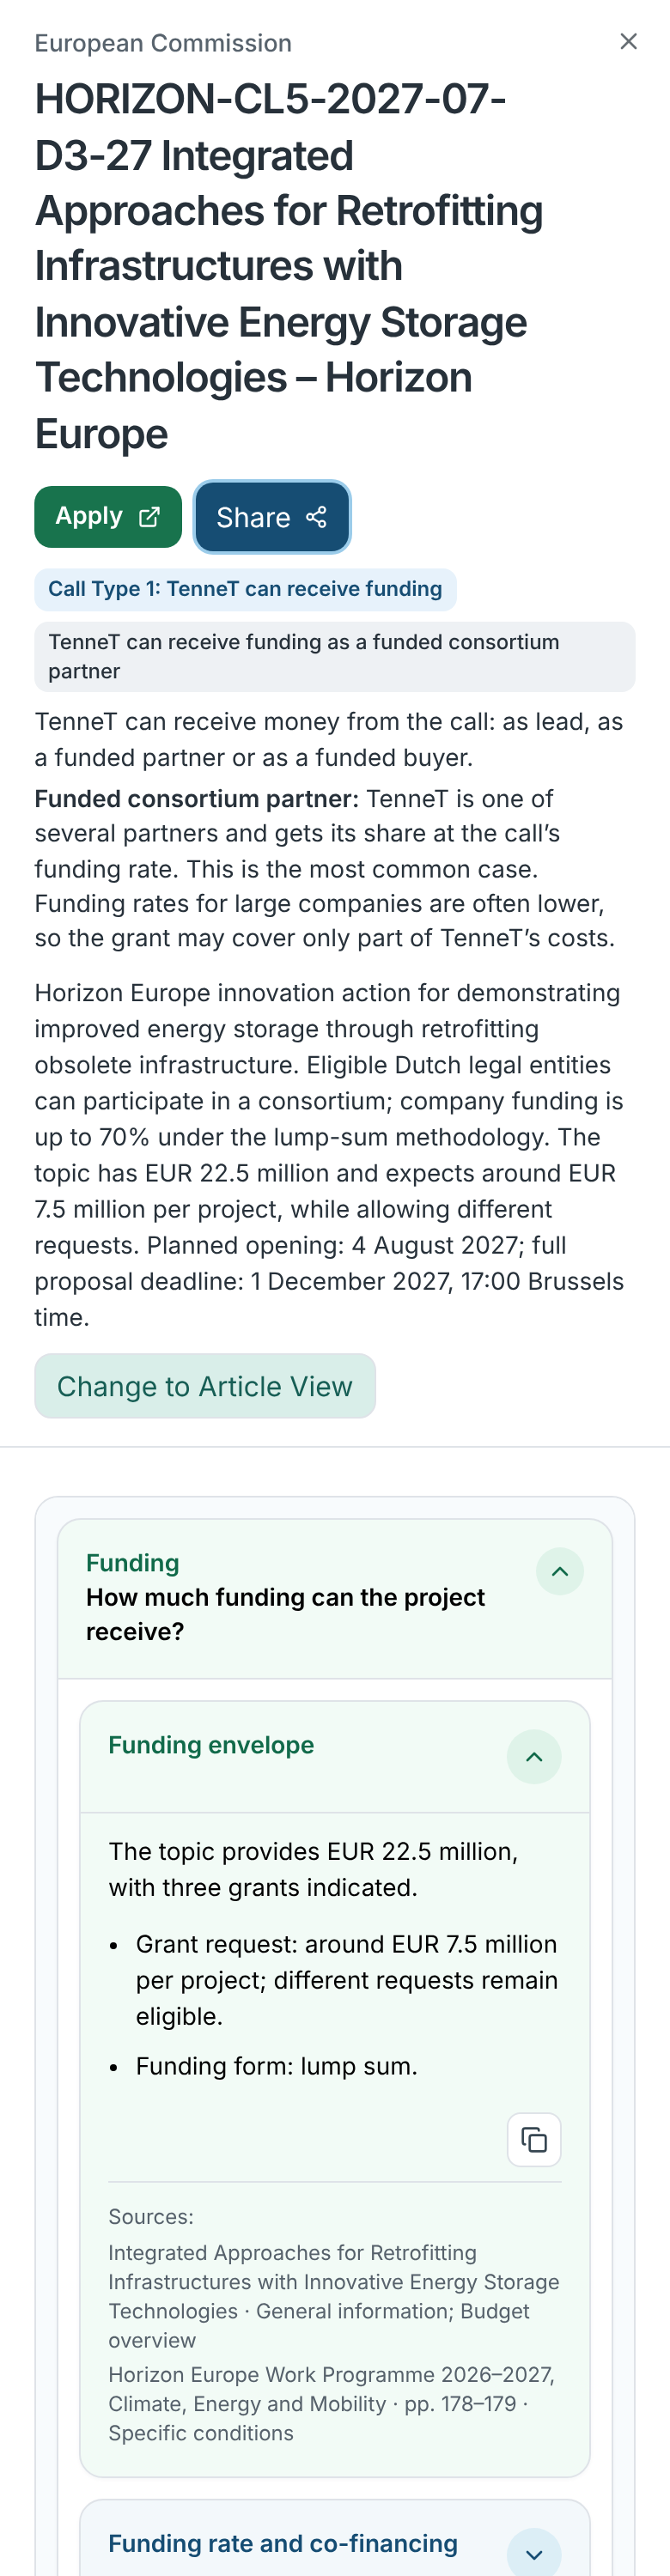 European Commission
HORIZON-CL5-2027-07-
D3-27 Integrated
Approaches for Retrofitting
Infrastructures with
Innovative Energy Storage
Technologies – Horizon
Europe
Apply
Share
Call Type 1: TenneT can receive funding
TenneT can receive funding as a funded consortium
partner
TenneT can receive money from the call: as lead, as
a funded partner or as a funded buyer.
Funded consortium partner: TenneT is one of
several partners and gets its share at the call’s
funding rate. This is the most common case.
Funding rates for large companies are often lower,
so the grant may cover only part of TenneT’s costs.
Horizon Europe innovation action for demonstrating
improved energy storage through retrofitting
obsolete infrastructure. Eligible Dutch legal entities
can participate in a consortium; company funding is
up to 70% under the lump-sum methodology. The
topic has EUR 22.5 million and expects around EUR
7.5 million per project, while allowing different
requests. Planned opening: 4 August 2027; full
proposal deadline: 1 December 2027, 17:00 Brussels
time.
Change to Article View
Funding
How much funding can the project
receive?
Funding envelope
The topic provides EUR 22.5 million,
with three grants indicated.
• Grant request: around EUR 7.5 million
per project; different requests remain
eligible.
• Funding form: lump sum.
Sources:
Integrated Approaches for Retrofitting
Infrastructures with Innovative Energy Storage
Technologies · General information; Budget
overview
Horizon Europe Work Programme 2026–2027,
Climate, Energy and Mobility · pp. 178–179 ·
Specific conditions
Funding rate and co-financing